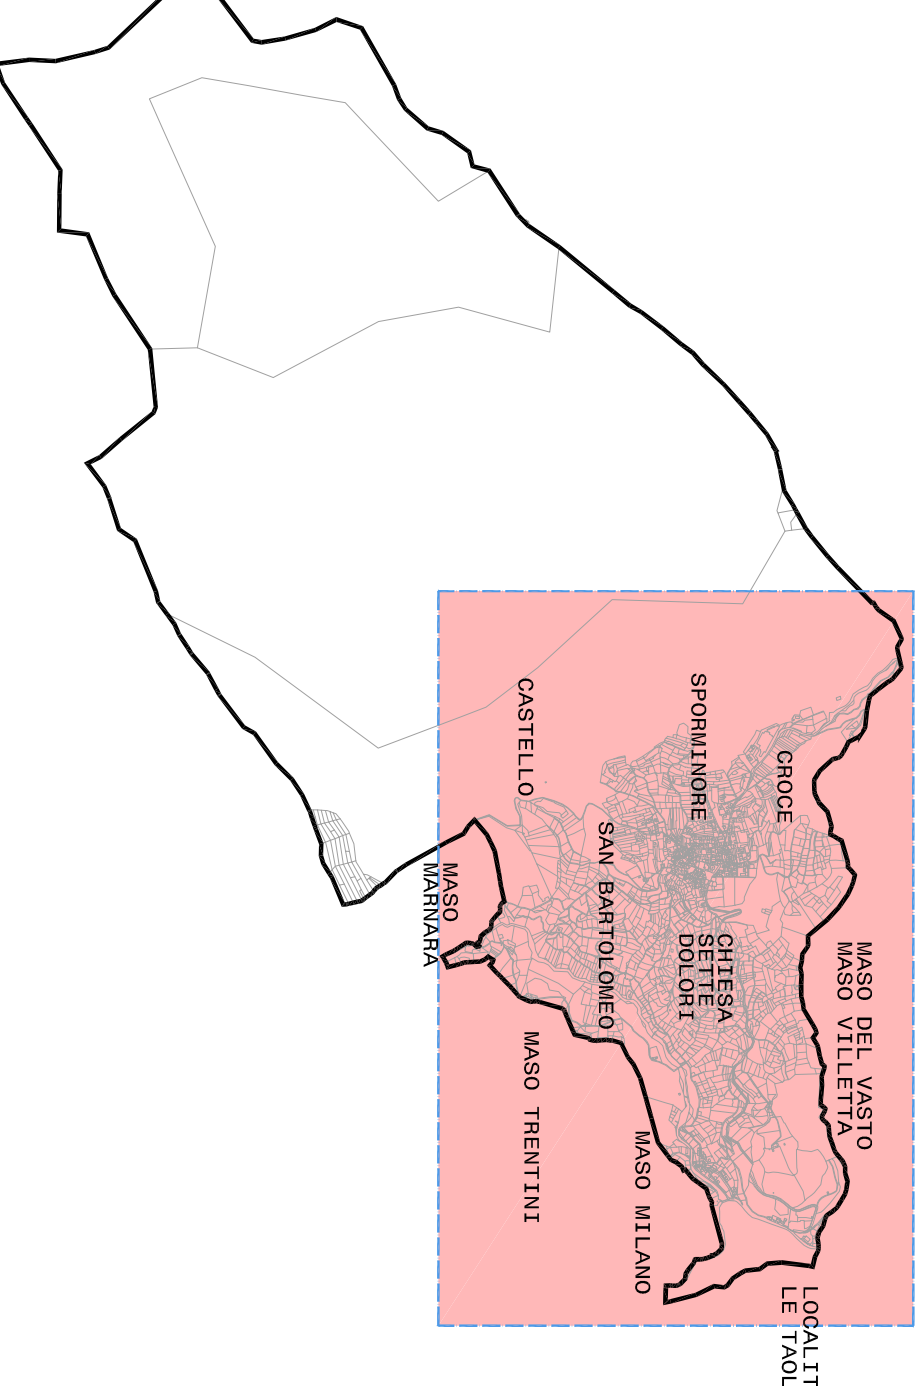 CASTELLO
SPORMINORE
CROCE
SAN BARTOLOMEO
MASO
MARNARA
CHIESA
SETTE
DOLORI
MASO DEL VASTO
MASO VILLETTA
MASO TRENTINI
MASO MILANO
LOCALIT
LE TAOL